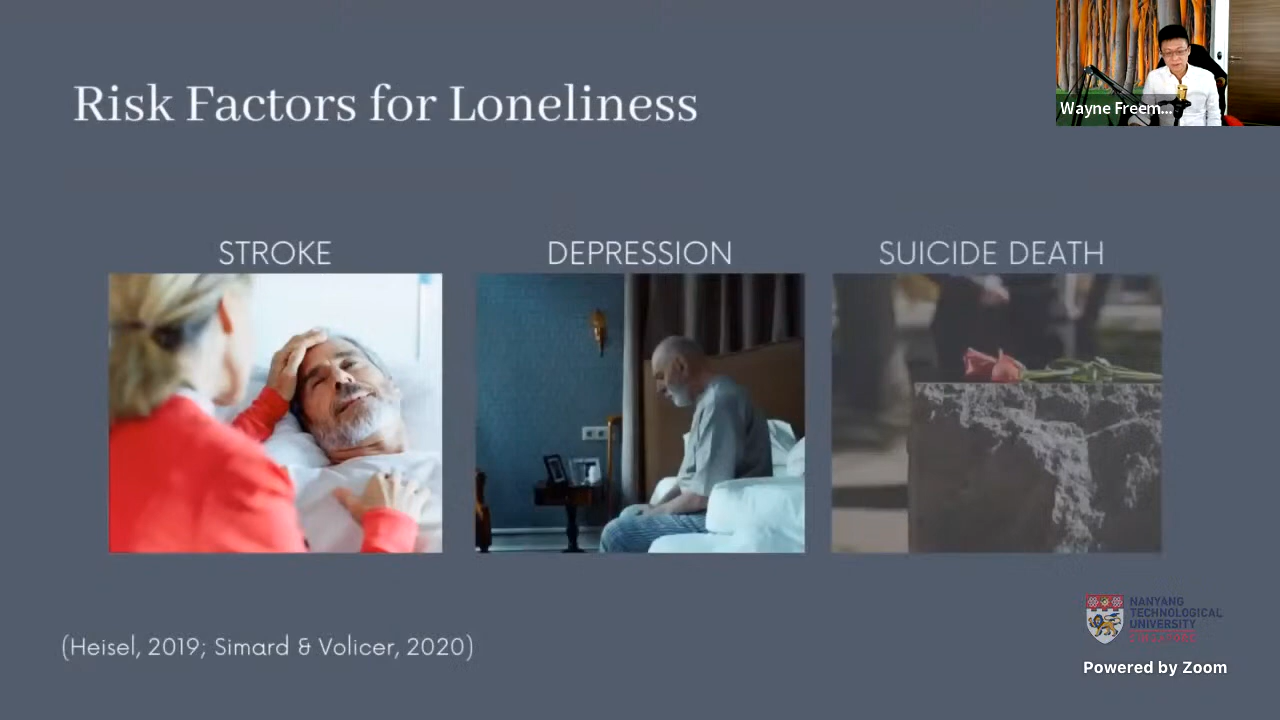 Risk Factors for Loneliness
Wayne Freem...
STROKE
DEPRESSION
SUICIDE DEATH
(Heisel, 2019; Simard & Volicer, 2020)
NANYANG
TECHNOLOGICAL
UNIVERSITY
SINGAPORE
Powered by Zoom